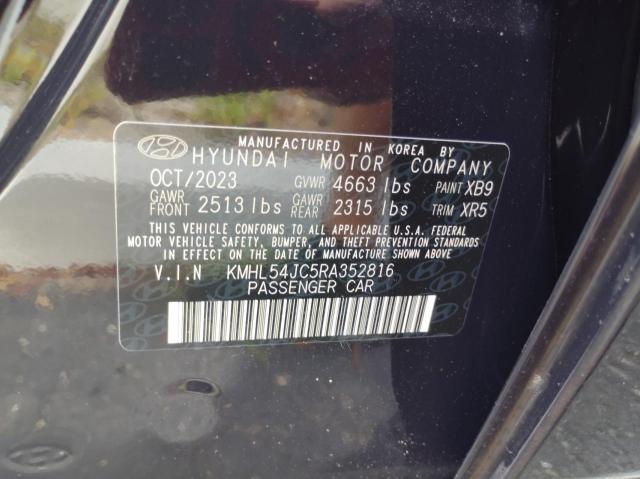 MANUFACTURED IN KOREA BY
HYUNDAI MOTOR COMPANY
OCT/2023 GVWR 4663 lbs PAINT XB9
GAWR FRONT 2513 lbs GAWR REAR 2315 lbs TRIM XR5
THIS VEHICLE CONFORMS TO ALL APPLICABLE U.S.A. FEDERAL
MOTOR VEHICLE SAFETY, BUMPER, AND THEFT PREVENTION STANDARDS
IN EFFECT ON THE DATE OF MANUFACTURE SHOWN ABOVE.
V.I.N KMHL54JC5RA352816
PASSENGER CAR